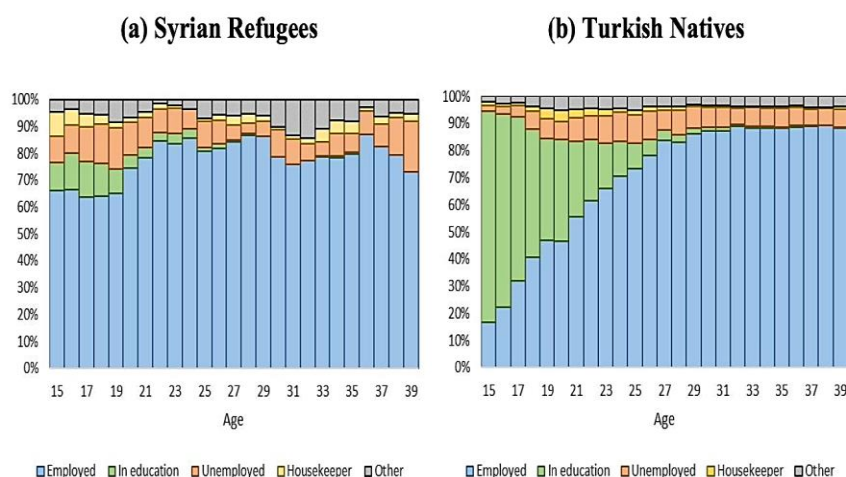 (a) Syrian Refugees
100%
90%
80%
70%
60%
50%
40%
30%
20%
10%
0%
15 17 19 21 23 25 27 29 31 33 35 37 39
Age
Employed In education Unemployed Housekeeper Other
(b) Turkish Natives
100%
90%
80%
70%
60%
50%
40%
30%
20%
10%
0%
15 17 19 21 23 25 27 29 31 33 35 37 39
Age
Employed In education Unemployed Housekeeper Other